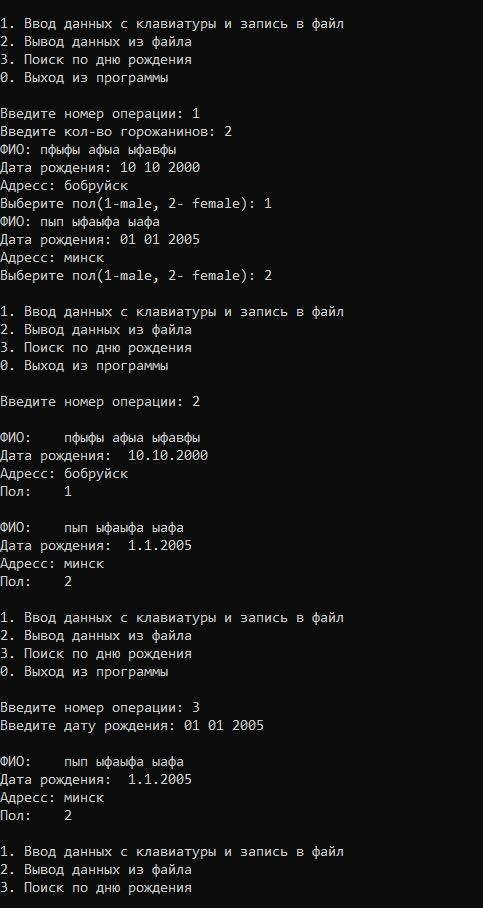 1. Ввод данных с клавиатуры и запись в файл
2. Вывод данных из файла
3. Поиск по дню рождения
0. Выход из программы
Введите номер операции: 1
Введите кол-во горожанинов: 2
ФИО: пфыфы афыа ыфавфы
Дата рождения: 10 10 2000
Адресс: бобруйск
Выберите пол(1-male, 2- female): 1
ФИО: пып ыфаыфа ыафа
Дата рождения: 01 01 2005
Адресс: минск
Выберите пол(1-male, 2- female): 2
1. Ввод данных с клавиатуры и запись в файл
2. Вывод данных из файла
3. Поиск по дню рождения
0. Выход из программы
Введите номер операции: 2
ФИО:    пфыфы афыа ыфавфы
Дата рождения:  10.10.2000
Адресс: бобруйск
Пол:    1
ФИО:    пып ыфаыфа ыафа
Дата рождения:  1.1.2005
Адресс: минск
Пол:    2
1. Ввод данных с клавиатуры и запись в файл
2. Вывод данных из файла
3. Поиск по дню рождения
0. Выход из программы
Введите номер операции: 3
Введите дату рождения: 01 01 2005
ФИО:    пып ыфаыфа ыафа
Дата рождения:  1.1.2005
Адресс: минск
Пол:    2
1. Ввод данных с клавиатуры и запись в файл
2. Вывод данных из файла
3. Поиск по дню рождения